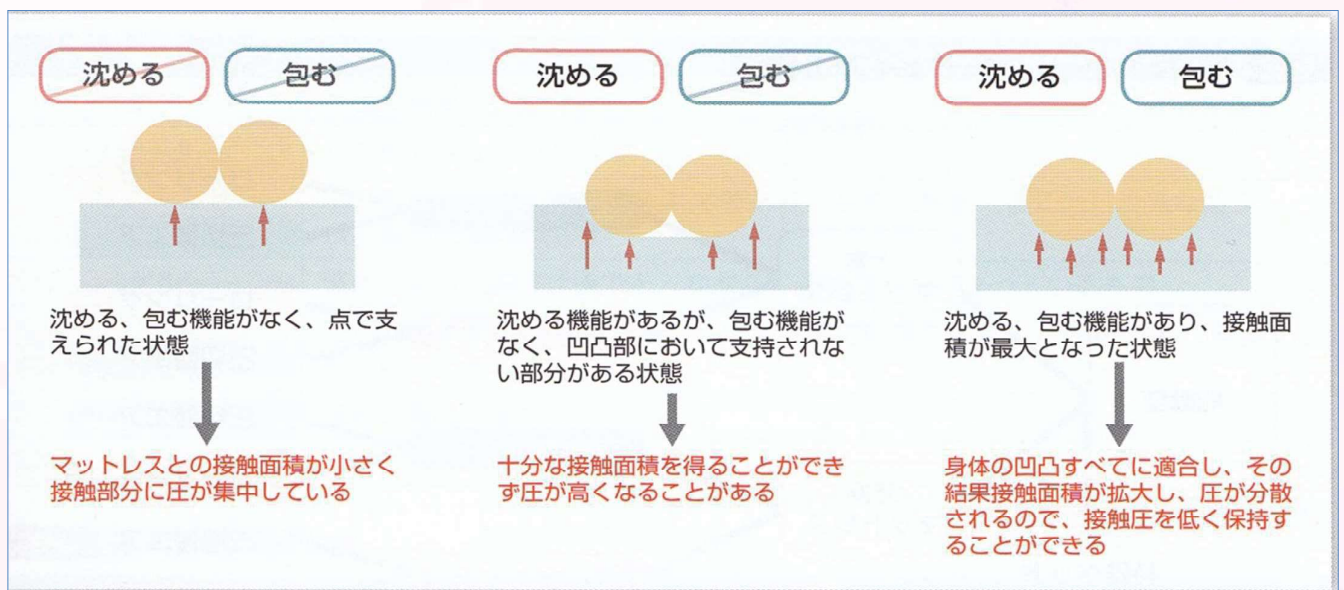 沈める
包む
沈める
包む
沈める
包む
沈める、包む機能がなく、点で支
えられた状態
マットレスとの接触面積が小さく
接触部分に圧が集中している
沈める機能があるが、包む機能が
なく、凹凸部において支持されな
い部分がある状態
十分な接触面積を得ることができ
ず圧が高くなることがある
沈める、包む機能があり、接触面
積が最大となった状態
身体の凹凸すべてに適合し、その
結果接触面積が拡大し、圧が分散
されるので、接触圧を低く保持す
ることができる